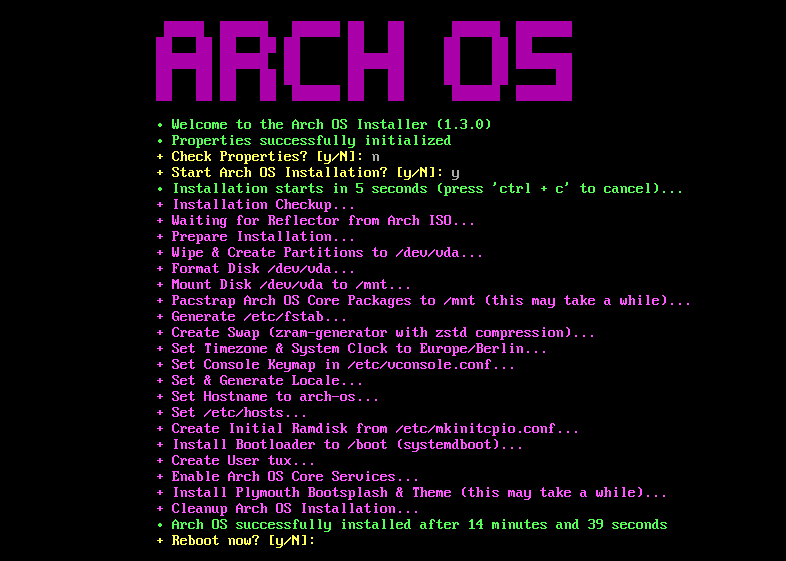 ARCH OS
• Welcome to the Arch OS Installer (1.3.0)
• Properties successfully initialized
+ Check Properties? [y/N]: n
+ Start Arch OS Installation? [y/N]: y
• Installation starts in 5 seconds (press 'ctrl + c' to cancel)...
+ Installation Checkup...
+ Waiting for Reflector from Arch ISO...
+ Prepare Installation...
+ Wipe & Create Partitions to /dev/vda...
+ Format Disk /dev/vda...
+ Mount Disk /dev/vda to /mnt...
+ Pacstrap Arch OS Core Packages to /mnt (this may take a while)...
+ Generate /etc/fstab...
+ Create Swap (zram-generator with zstd compression)...
+ Set Timezone & System Clock to Europe/Berlin...
+ Set Console Keymap in /etc/vconsole.conf...
+ Set & Generate Locale...
+ Set Hostname to arch-os...
+ Set /etc/hosts...
+ Create Initial Ramdisk from /etc/mkinitcpio.conf...
+ Install Bootloader to /boot (systemdboot)...
+ Create User tux...
+ Enable Arch OS Core Services...
+ Install Plymouth Bootsplash & Theme (this may take a while)...
+ Cleanup Arch OS Installation...
• Arch OS successfully installed after 14 minutes and 39 seconds
+ Reboot now? [y/N]: